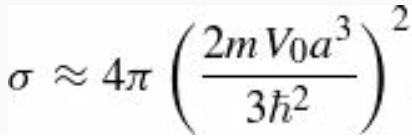 σ ≈ 4π (2mV₀a³ / 3ℏ²)²